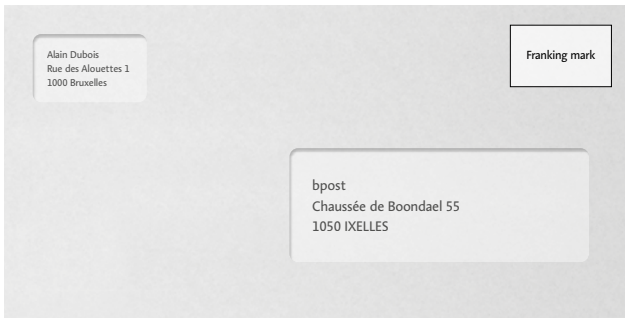 Alain Dubois
Rue des Alouettes 1
1000 Bruxelles
Franking mark
bpost
Chaussée de Boondael 55
1050 IXELLES